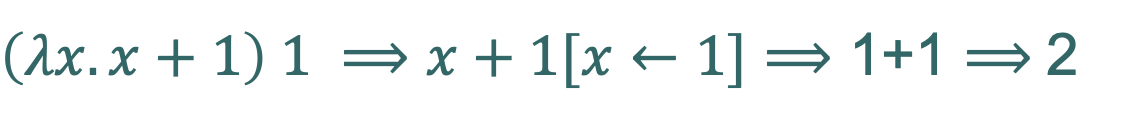 (λx. x + 1) 1 ⟹ x + 1[x ← 1] ⟹ 1+1 ⟹ 2